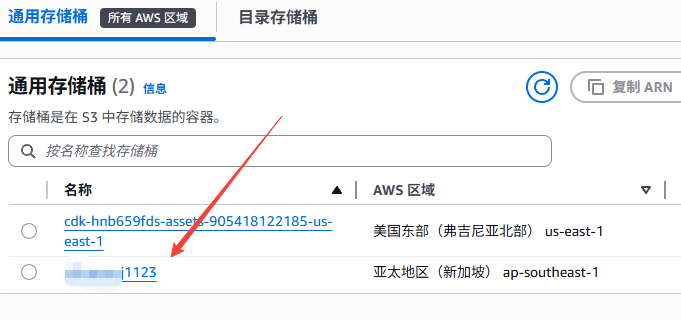 通用存储桶 所有 AWS 区域 目录存储桶
通用存储桶 (2) 信息
复制 ARN
存储桶是在 S3 中存储数据的容器。
按名称查找存储桶
名称 AWS 区域
cdk-hnb659fds-assets-905418122185-us-
east-1
美国东部（弗吉尼亚北部） us-east-1
j1123 亚太地区（新加坡） ap-southeast-1